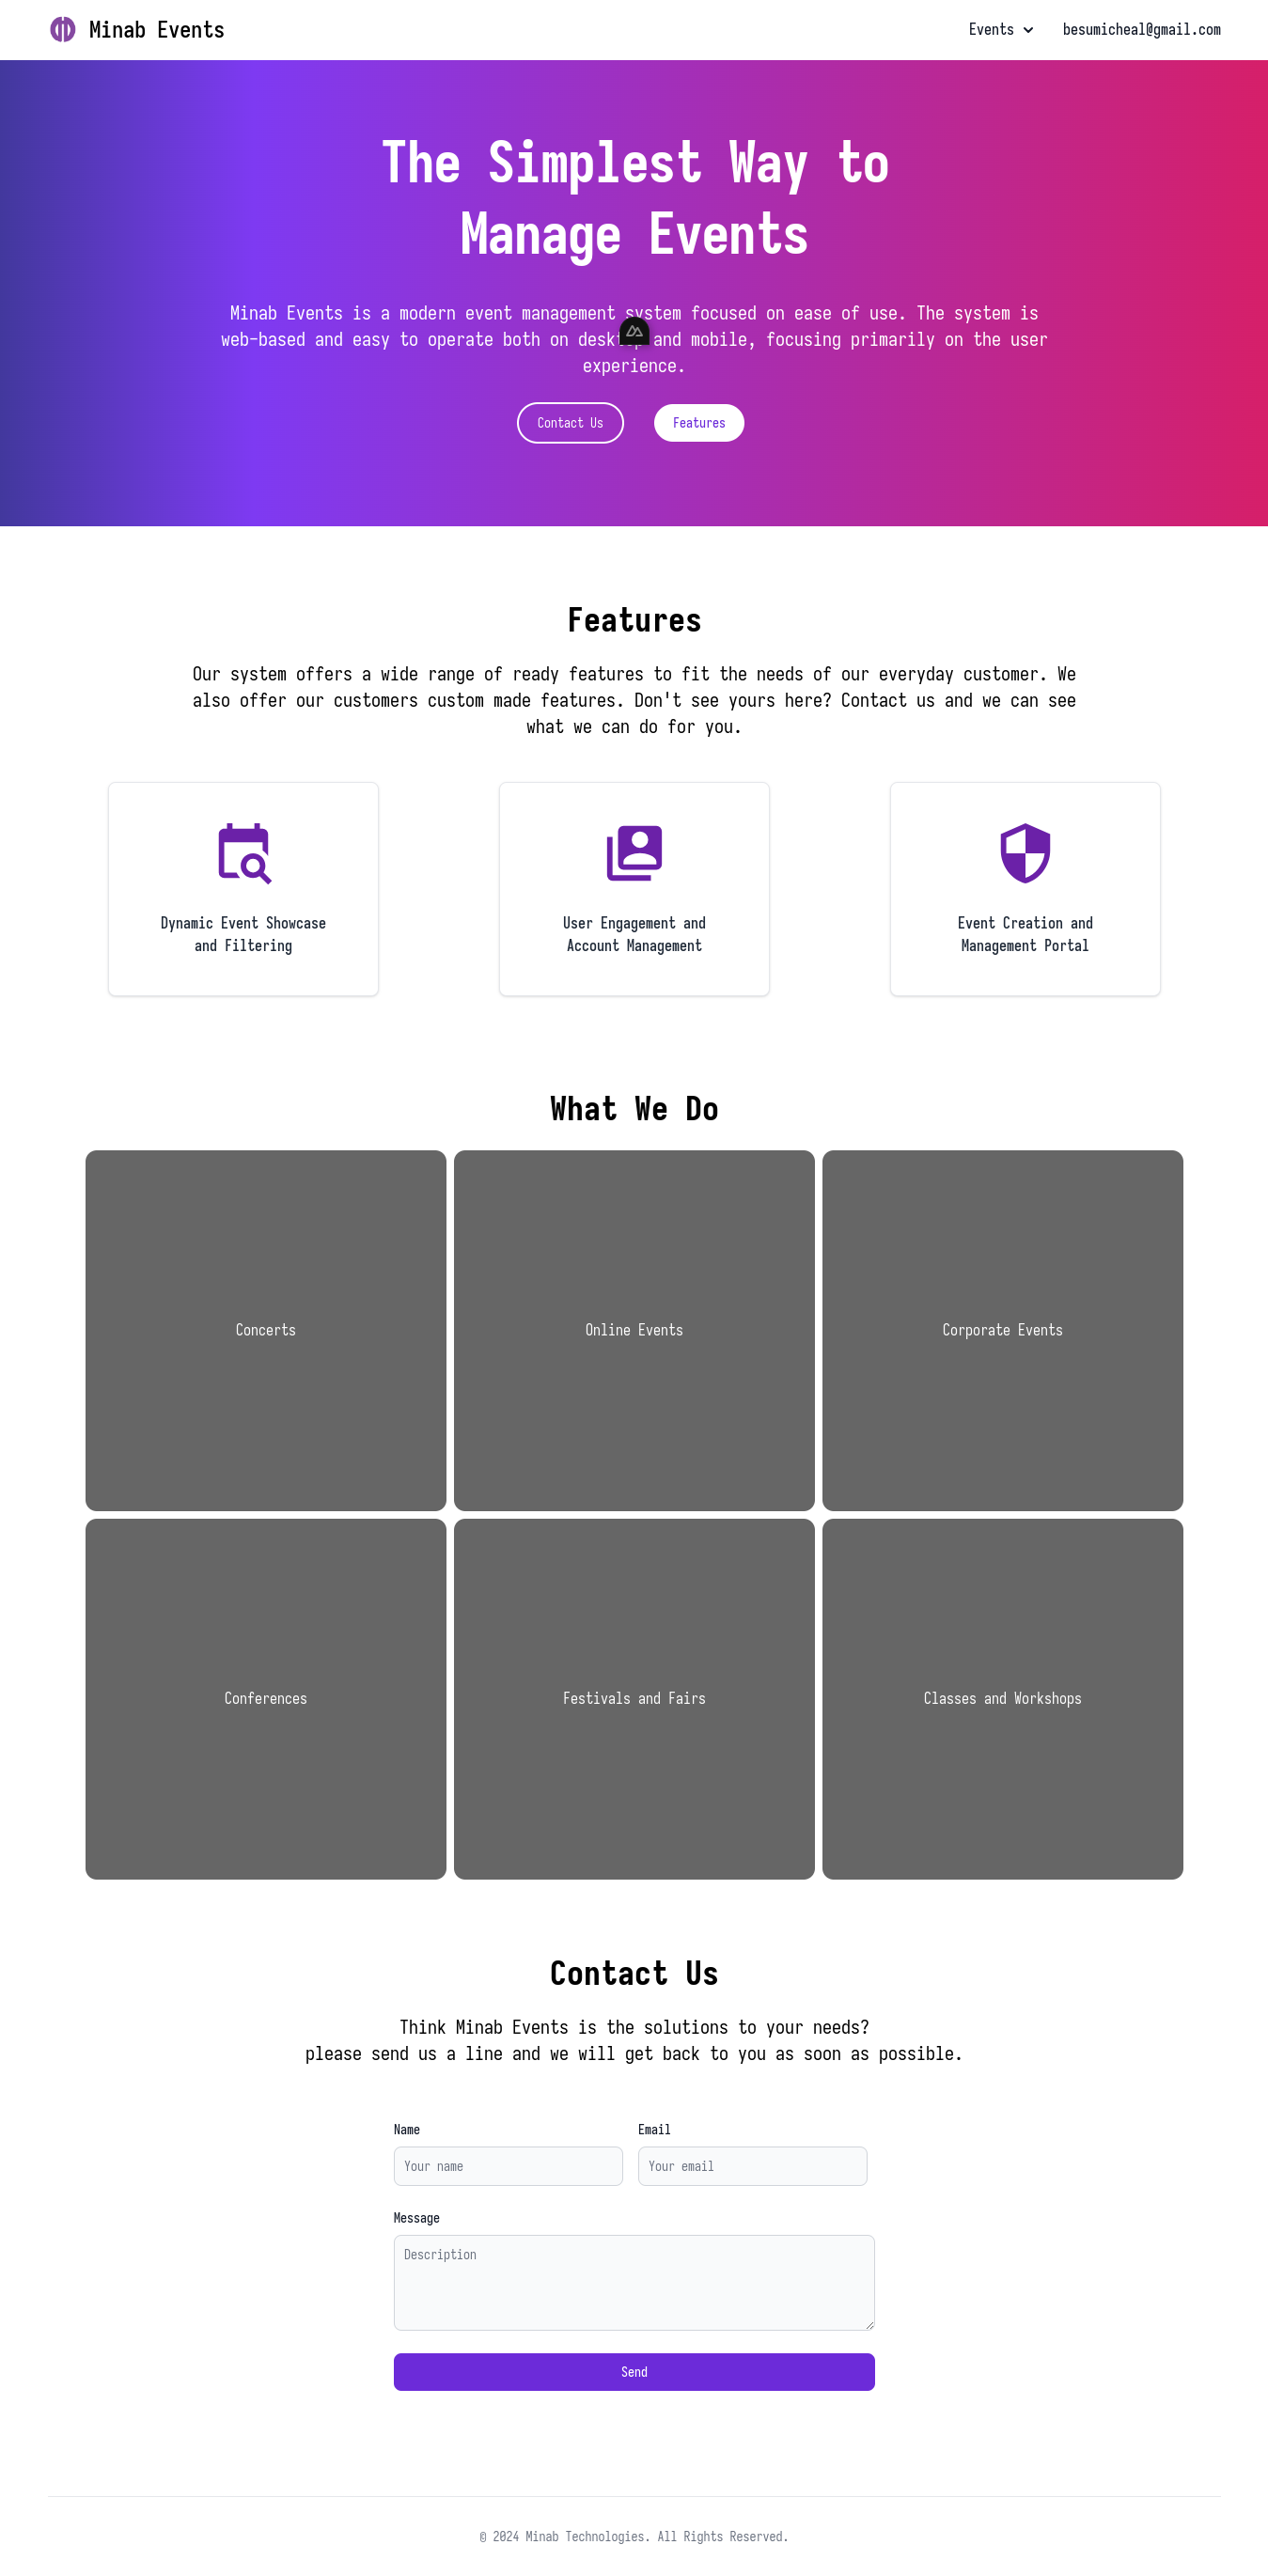 Minab Events
Events
besumicheal@gmail.com
The Simplest Way to
Manage Events
Minab Events is a modern event management system focused on ease of use. The system is
web-based and easy to operate both on desktop and mobile, focusing primarily on the user
experience.
Contact Us
Features
Features
Our system offers a wide range of ready features to fit the needs of our everyday customer. We
also offer our customers custom made features. Don't see yours here? Contact us and we can see
what we can do for you.
Dynamic Event Showcase
and Filtering
User Engagement and
Account Management
Event Creation and
Management Portal
What We Do
Concerts
Online Events
Corporate Events
Conferences
Festivals and Fairs
Classes and Workshops
Contact Us
Think Minab Events is the solutions to your needs?
please send us a line and we will get back to you as soon as possible.
Name
Email
Your name
Your email
Message
Description
Send
© 2024 Minab Technologies. All Rights Reserved.